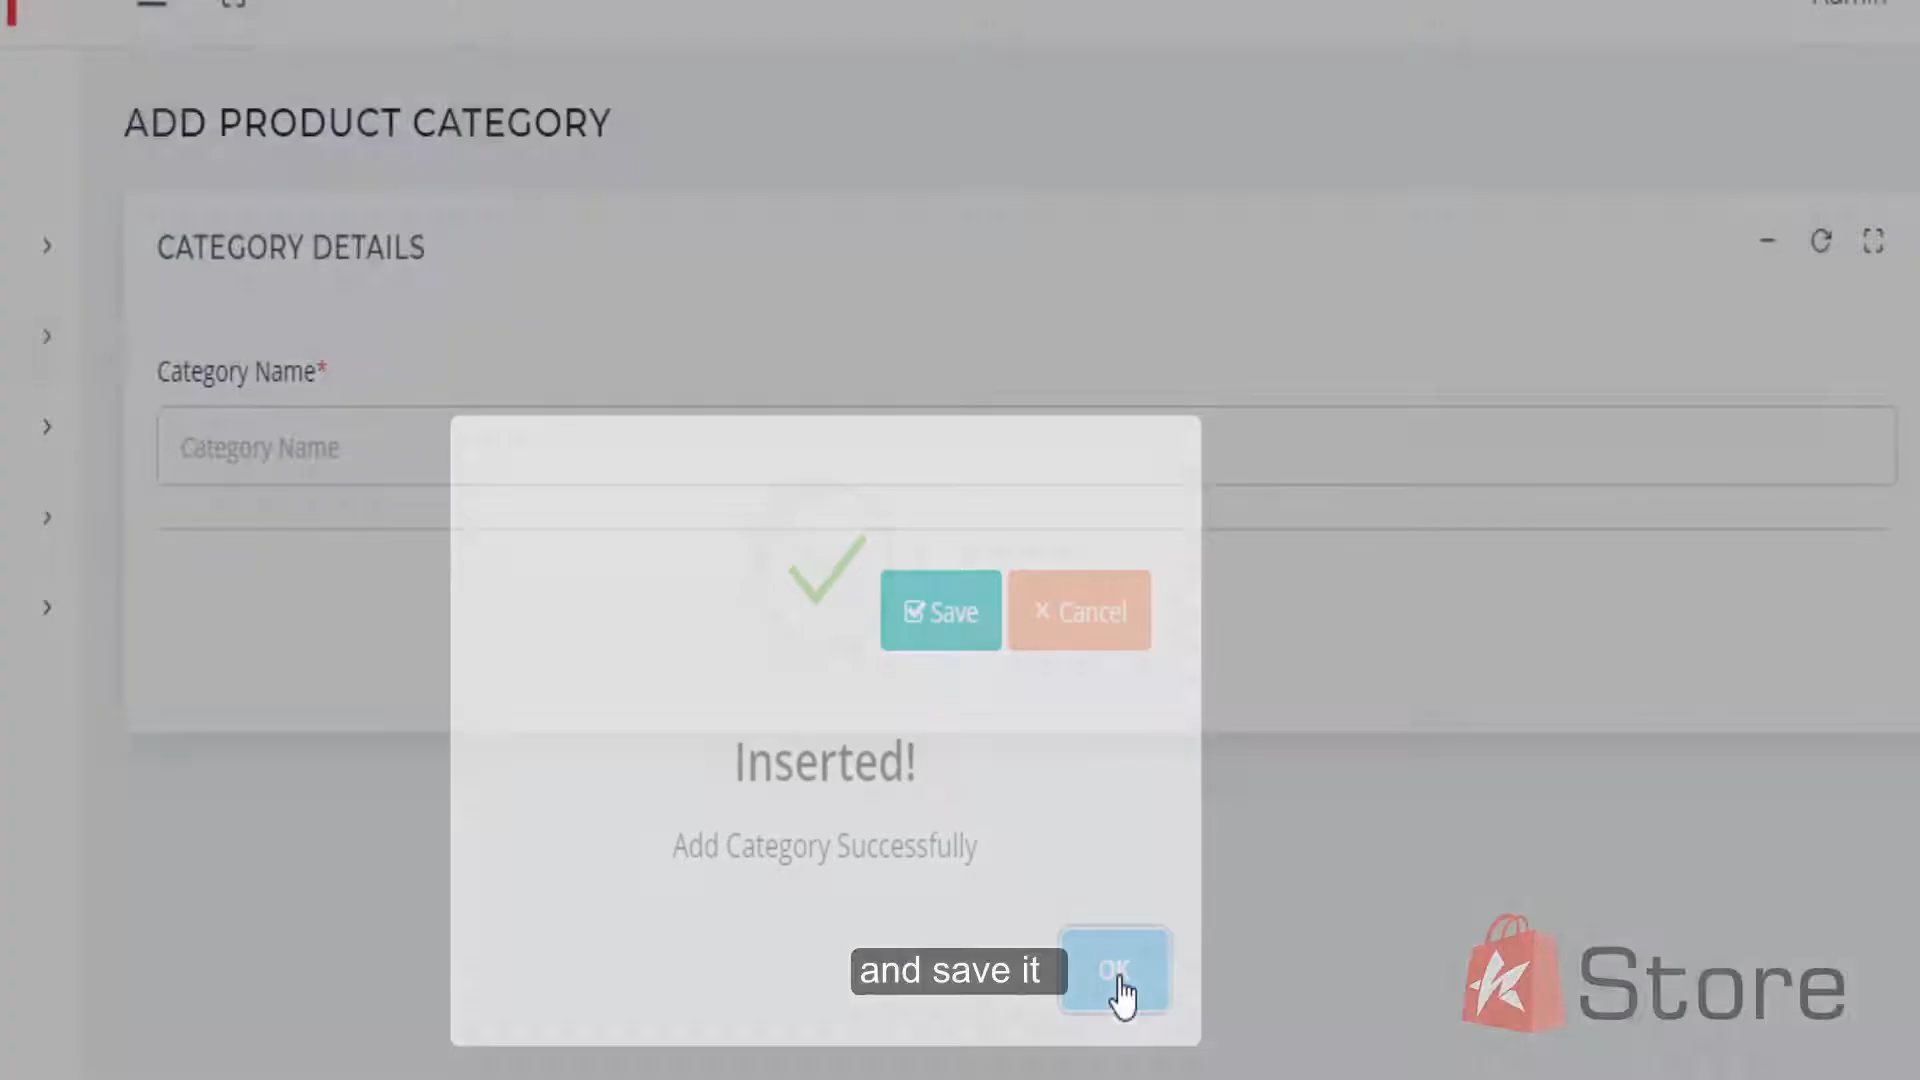 ADD PRODUCT CATEGORY
CATEGORY DETAILS
Category Name*
Category Name
Save
Cancel
Inserted!
Add Category Successfully
and save it
OK
Store